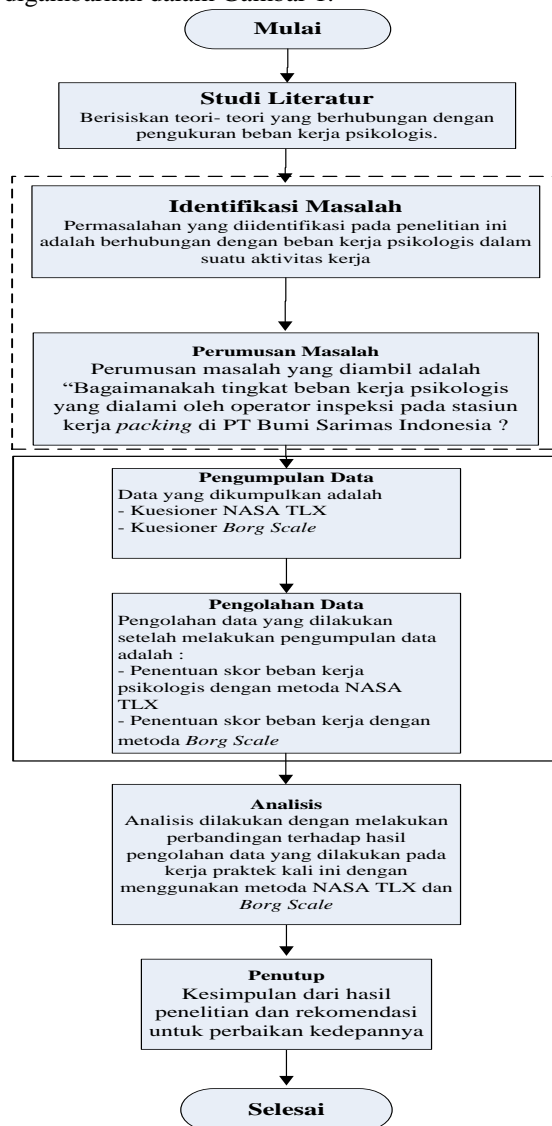 digambarkan dalam Gambar 1.
Mulai
Studi Literatur
Berisiskan teori- teori yang berhubungan dengan
pengukuran beban kerja psikologis.
Identifikasi Masalah
Permasalahan yang diidentifikasi pada penelitian ini
adalah berhubungan dengan beban kerja psikologis dalam
suatu aktivitas kerja
Perumusan Masalah
Perumusan masalah yang diambil adalah
“Bagaimanakah tingkat beban kerja psikologis
yang dialami oleh operator inspeksi pada stasiun
kerja packing di PT Bumi Sarimas Indonesia ?
Pengumpulan Data
Data yang dikumpulkan adalah
- Kuesioner NASA TLX
- Kuesioner Borg Scale
Pengolahan Data
Pengolahan data yang dilakukan
setelah melakukan pengumpulan data
adalah :
- Penentuan skor beban kerja
psikologis dengan metoda NASA
TLX
- Penentuan skor beban kerja dengan
metoda Borg Scale
Analisis
Analisis dilakukan dengan melakukan
perbandingan terhadap hasil
pengolahan data yang dilakukan pada
kerja praktek kali ini dengan
menggunakan metoda NASA TLX dan
Borg Scale
Penutup
Kesimpulan dari hasil
penelitian dan rekomendasi
untuk perbaikan kedepannya
Selesai